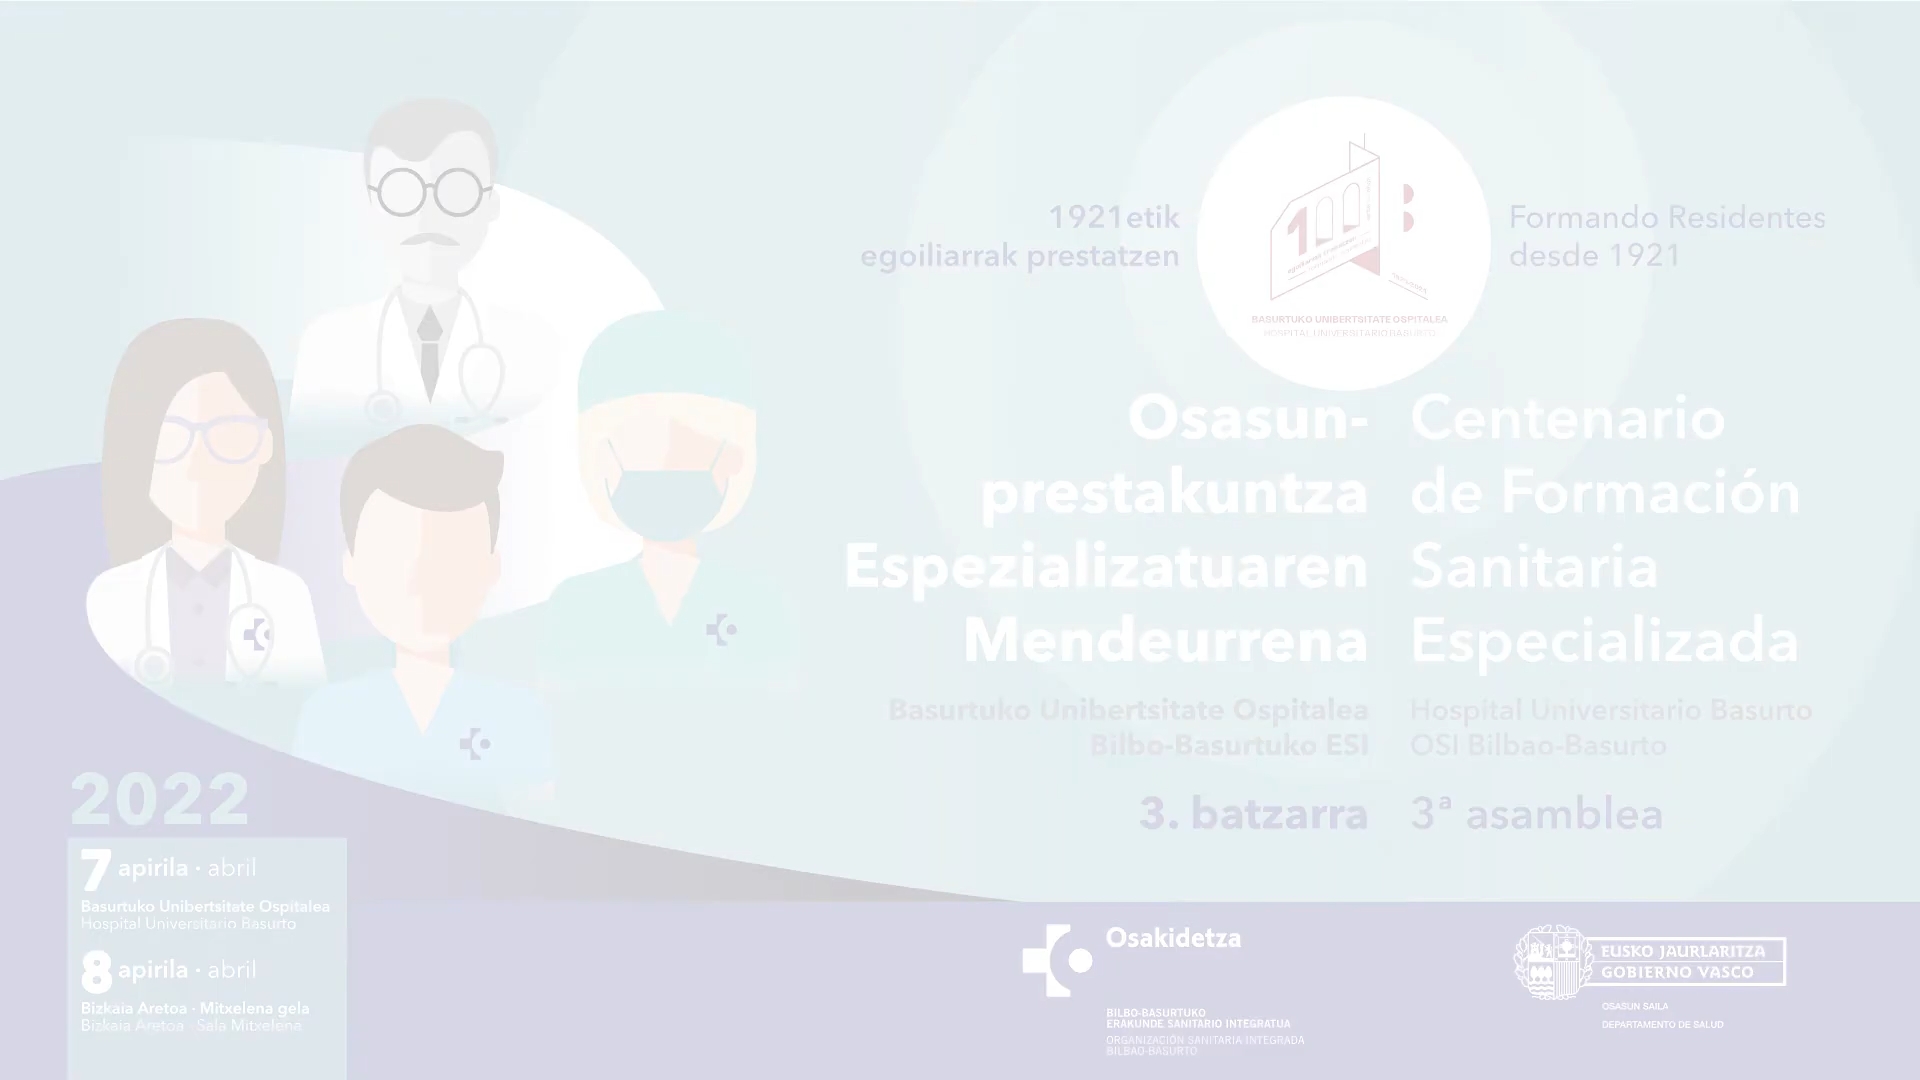 1921etik
egoiliarrak prestatzen
Formando Residentes
desde 1921
100
BASURTUKO UNIBERTSITATE OSPITALEA
HOSPITAL UNIVERSITARIO BASURTO
Osasun-
prestakuntza
Espezializatuaren
Mendeurrena
Centenario
de Formación
Sanitaria
Especializada
Basurtuko Unibertsitate Ospitalea
Bilbo-Basurtuko ESI
Hospital Universitario Basurto
OSI Bilbao-Basurto
3. batzarra
3ª asamblea
2022
7 apirila · abril
Basurtuko Unibertsitate Ospitalea
Hospital Universitario Basurto
8 apirila · abril
Bizkaia Aretoa · Mitxelena gela
Bizkaia Aretoa · Sala Mitxelena
Osakidetza
BILBO-BASURTUKO
ERAKUNDE SANITARIO INTEGRATUA
ORGANIZACIÓN SANITARIA INTEGRADA
BILBAO-BASURTO
EUSKO JAURLARITZA
GOBIERNO VASCO
OSASUN SAILA
DEPARTAMENTO DE SALUD